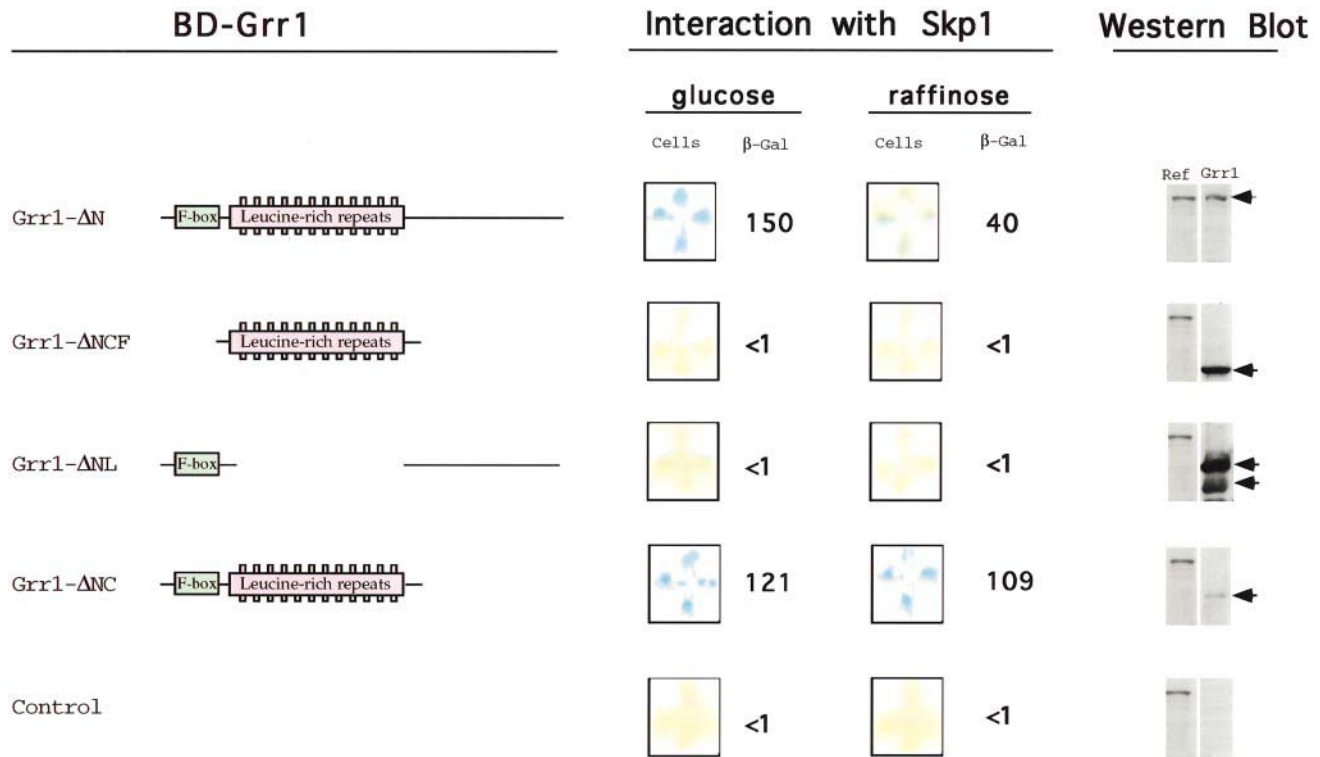 BD-Grr1 Interaction with Skp1 Western Blot
glucose raffinose
Cells β-Gal Cells β-Gal
Ref Grr1
Grr1-ΔN F-box Leucine-rich repeats 150 40
Grr1-ΔNCF Leucine-rich repeats <1 <1
Grr1-ΔNL F-box <1 <1
Grr1-ΔNC F-box Leucine-rich repeats 121 109
Control <1 <1